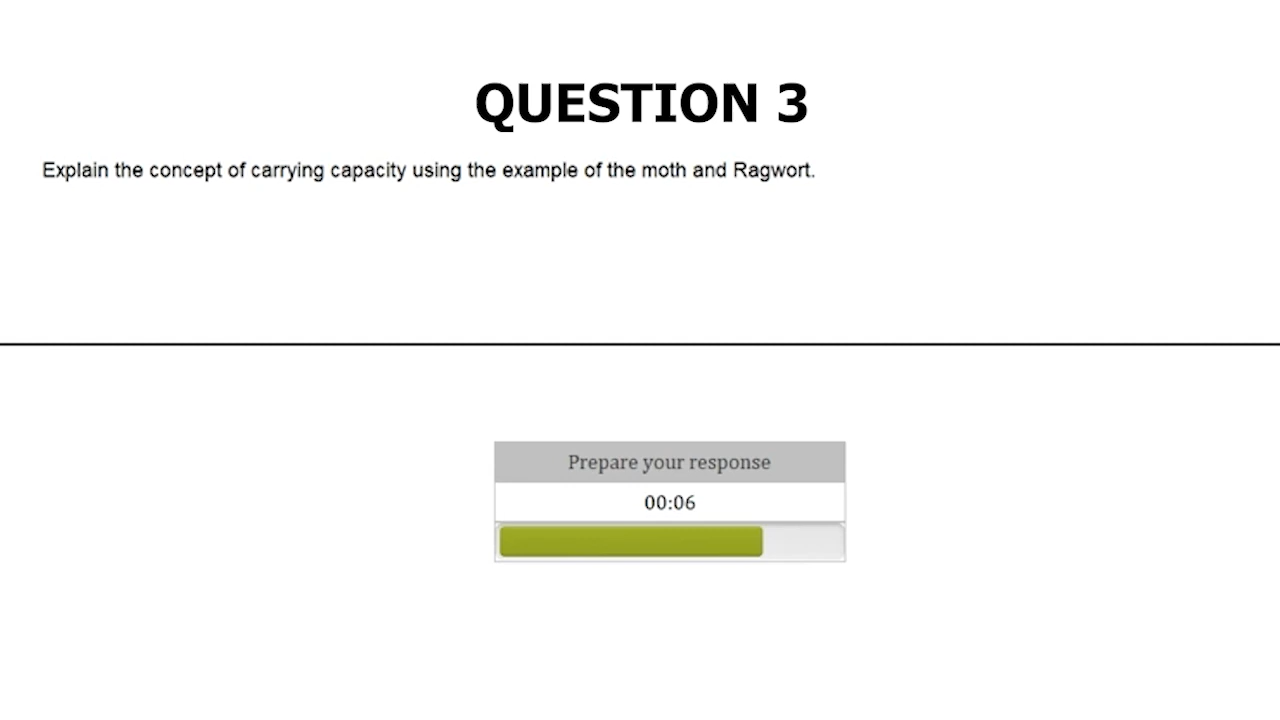 QUESTION 3
Explain the concept of carrying capacity using the example of the moth and Ragwort.
Prepare your response
00:06